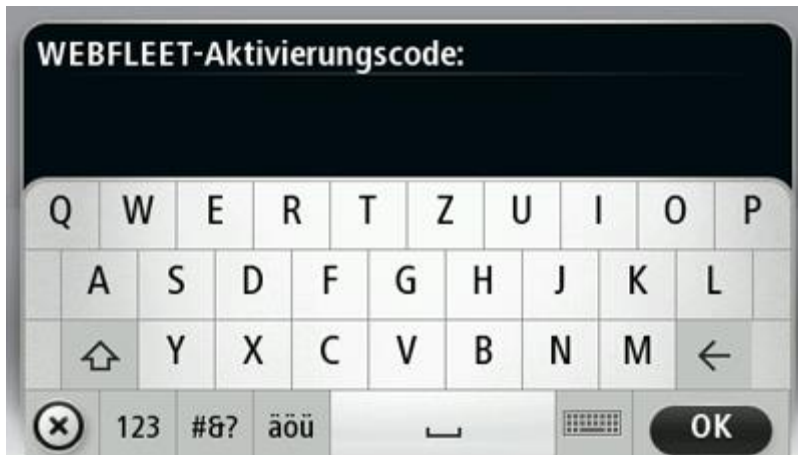 WEBFLEET-Aktivierungscode:
Q W E R T Z U I O P
A S D F G H J K L
Y X C V B N M
123 #&? äöü OK